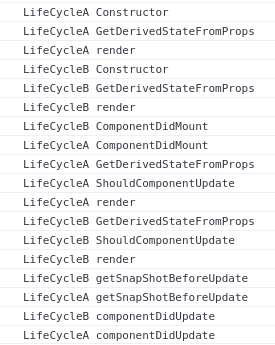 LifeCycleA Constructor
LifeCycleA GetDerivedStateFromProps
LifeCycleA render
LifeCycleB Constructor
LifeCycleB GetDerivedStateFromProps
LifeCycleB render
LifeCycleB ComponentDidMount
LifeCycleA ComponentDidMount
LifeCycleA GetDerivedStateFromProps
LifeCycleA ShouldComponentUpdate
LifeCycleA render
LifeCycleB GetDerivedStateFromProps
LifeCycleB ShouldComponentUpdate
LifeCycleB render
LifeCycleB getSnapShotBeforeUpdate
LifeCycleA getSnapShotBeforeUpdate
LifeCycleB componentDidUpdate
LifeCycleA componentDidUpdate